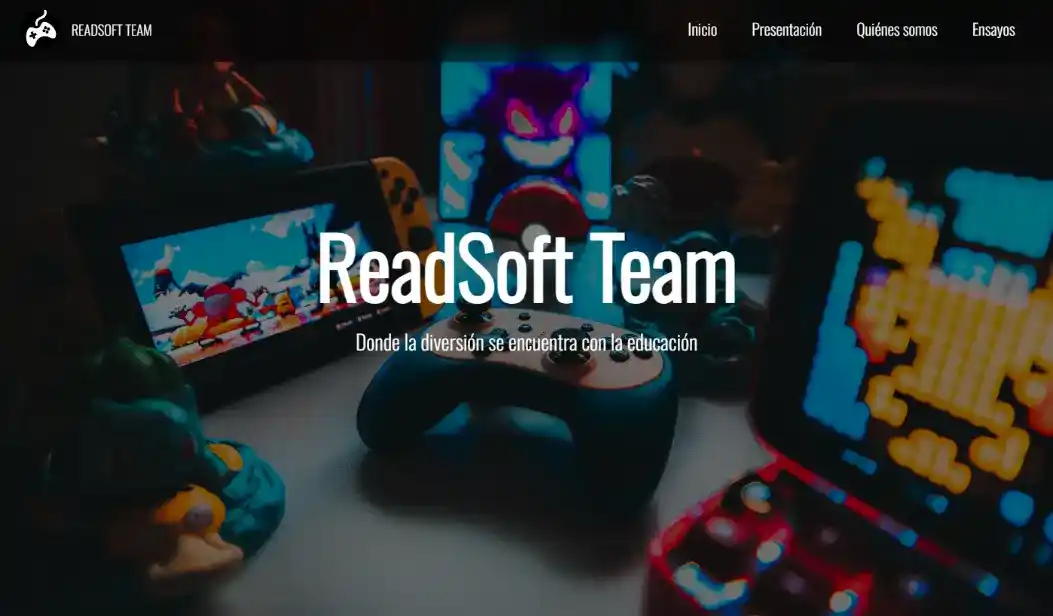 READSOFT TEAM
Inicio
Presentación
Quiénes somos
Ensayos
ReadSoft Team
Donde la diversión se encuentra con la educación